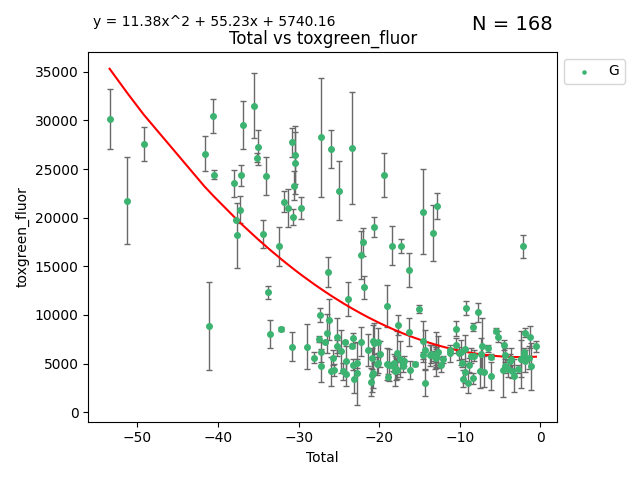 y = 11.38x^2 + 55.23x + 5740.16
N = 168
Total vs toxgreen_fluor
G
35000
30000
25000
20000
15000
10000
5000
0
toxgreen_fluor
−50
−40
−30
−20
−10
0
Total